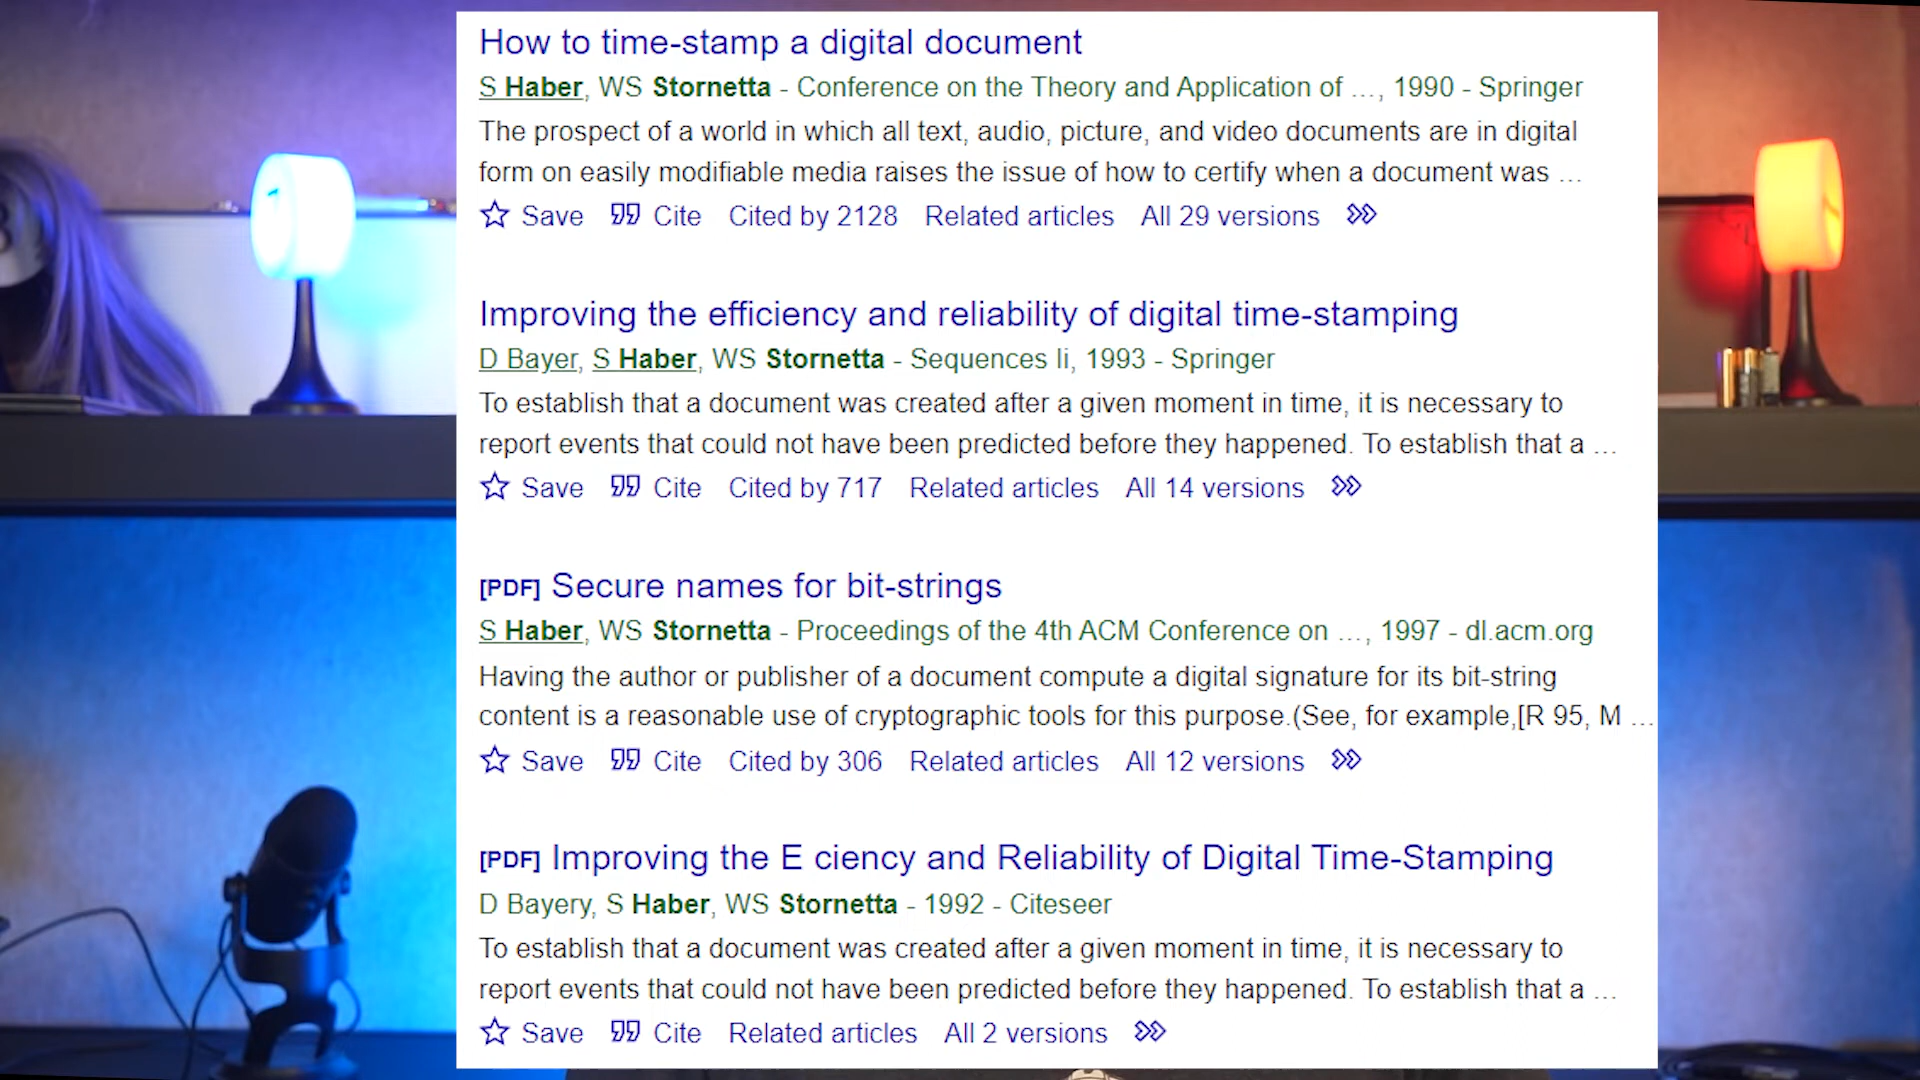 How to time-stamp a digital document
S Haber, WS Stornetta - Conference on the Theory and Application of ..., 1990 - Springer
The prospect of a world in which all text, audio, picture, and video documents are in digital
form on easily modifiable media raises the issue of how to certify when a document was ...
Save Cite Cited by 2128 Related articles All 29 versions
Improving the efficiency and reliability of digital time-stamping
D Bayer, S Haber, WS Stornetta - Sequences Ii, 1993 - Springer
To establish that a document was created after a given moment in time, it is necessary to
report events that could not have been predicted before they happened. To establish that a ...
Save Cite Cited by 717 Related articles All 14 versions
[PDF] Secure names for bit-strings
S Haber, WS Stornetta - Proceedings of the 4th ACM Conference on ..., 1997 - dl.acm.org
Having the author or publisher of a document compute a digital signature for its bit-string
content is a reasonable use of cryptographic tools for this purpose.(See, for example,[R 95, M ...
Save Cite Cited by 306 Related articles All 12 versions
[PDF] Improving the E ciency and Reliability of Digital Time-Stamping
D Bayery, S Haber, WS Stornetta - 1992 - Citeseer
To establish that a document was created after a given moment in time, it is necessary to
report events that could not have been predicted before they happened. To establish that a ...
Save Cite Related articles All 2 versions